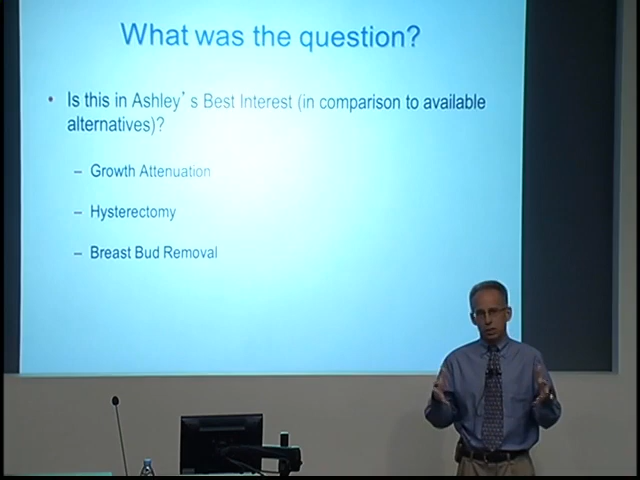 What was the question?
• Is this in Ashley's Best Interest (in comparison to available
alternatives)?
– Growth Attenuation
– Hysterectomy
– Breast Bud Removal